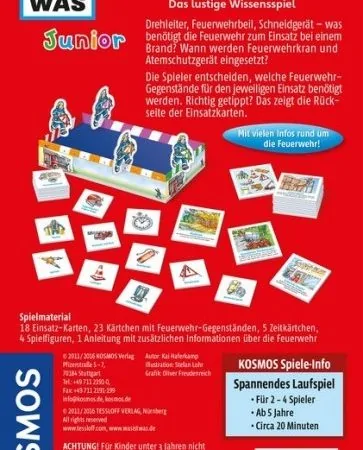 WAS
Junior
Das lustige Wissensspiel
Drehleiter, Feuerwehrbeil, Schneidgerät – was
benötigt die Feuerwehr zum Einsatz bei einem
Brand? Wann werden Feuerwehrkran und
Atemschutzgerät eingesetzt?
Die Spieler entscheiden, welche Feuerwehr-
Gegenstände für den jeweiligen Einsatz benötigt
werden. Richtig getippt? Das zeigt die Rück-
seite der Einsatzkarten.
Mit vielen Infos rund um
die Feuerwehr!
Spielmaterial
18 Einsatz-Karten, 23 Kärtchen mit Feuerwehr-Gegenständen, 5 Zeitkärtchen,
4 Spielfiguren, 1 Anleitung mit zusätzlichen Informationen über die Feuerwehr
© 2011/ 2016 KOSMOS Verlag
Pfizerstraße 5 – 7,
70184 Stuttgart
Tel.: +49 711 2191-0,
Fax: +49 711 2191-199
info@kosmos.de, kosmos.de
© 2011/ 2016 TESSLOFF VERLAG, Nürnberg
All rights reserved
www.tessloff.com, www.wasistwas.de
Autor: Kai Haferkamp
Illustration: Stefan Lohr
Grafik: Oliver Freudenreich
KOSMOS Spiele-Info
Spannendes Laufspiel
• Für 2 – 4 Spieler
• Ab 5 Jahre
• Circa 20 Minuten
ACHTUNG! Für Kinder unter 3 Jahren nicht
SMOS